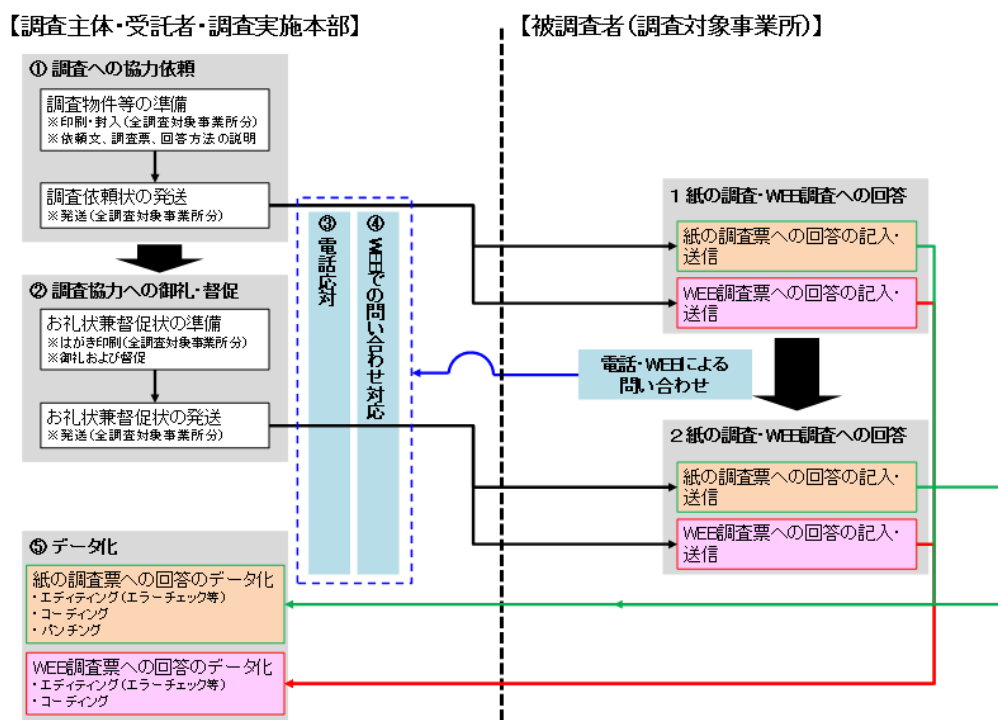 【調査主体・受託者・調査実施本部】
【被調査者(調査対象事業所)】
① 調査への協力依頼
調査物件等の準備
※印刷・封入(全調査対象事業所分)
※依頼文、調査票、回答方法の説明
調査依頼状の発送
※発送(全調査対象事業所分)
② 調査協力への御礼・督促
お礼状兼督促状の準備
※はがき印刷(全調査対象事業所分)
※御礼および督促
お礼状兼督促状の発送
※発送(全調査対象事業所分)
③電話応対
④WEBでの問い合わせ対応
1 紙の調査・WEB調査への回答
紙の調査票への回答の記入・
送信
WEB調査票への回答の記入・
送信
電話・WEBによる
問い合わせ
2 紙の調査・WEB調査への回答
紙の調査票への回答の記入・
送信
WEB調査票への回答の記入・
送信
⑤ データ化
紙の調査票への回答のデータ化
・エディティング(エラーチェック等)
・コーディング
・パンチング
WEB調査票への回答のデータ化
・エディティング(エラーチェック等)
・コーディング